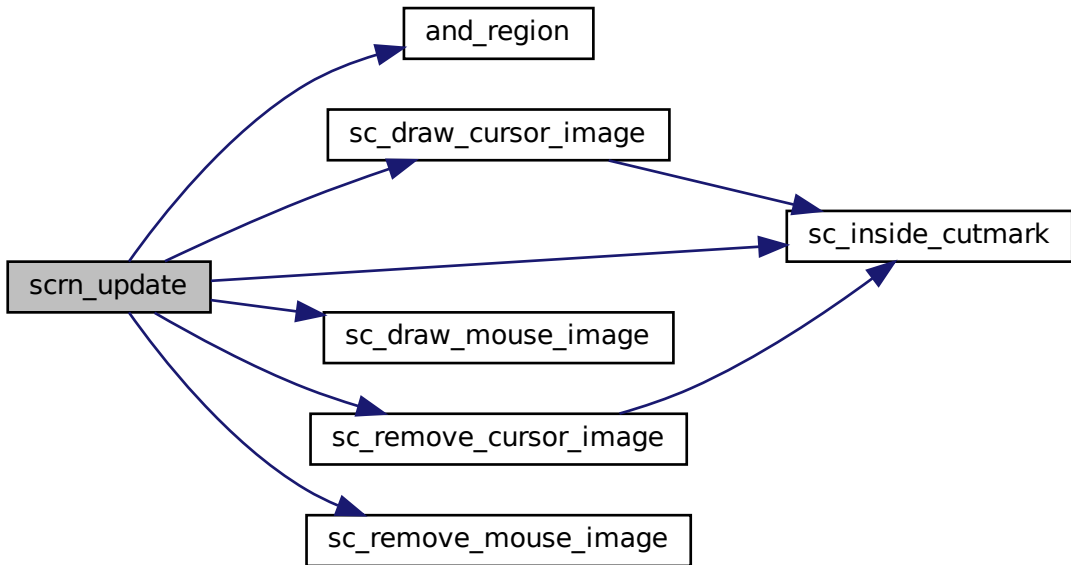 and_region
sc_draw_cursor_image
sc_inside_cutmark
scrn_update
sc_draw_mouse_image
sc_remove_cursor_image
sc_remove_mouse_image